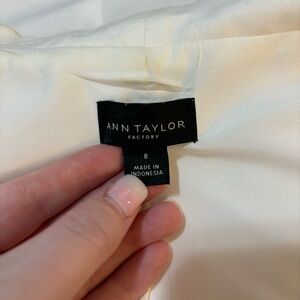 ANN TAYLOR
FACTORY
8
MADE IN
INDONESIA